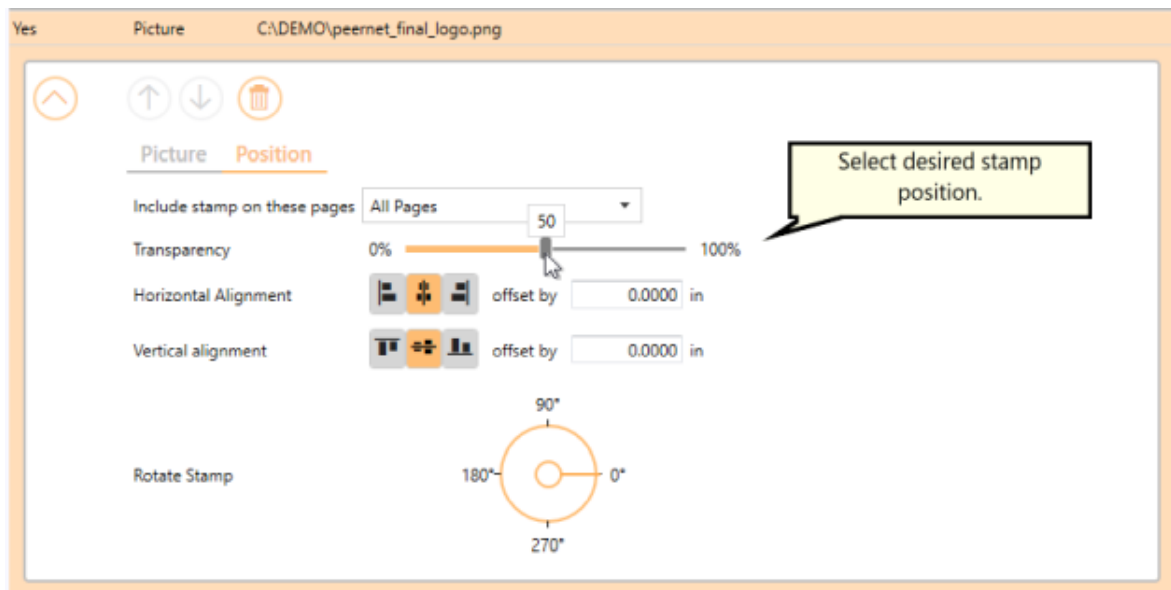 Yes Picture C:\DEMO\peernet_final_logo.png
Picture Position
Select desired stamp
position.
Include stamp on these pages All Pages
50
Transparency 0% 100%
Horizontal Alignment offset by 0.0000 in
Vertical alignment offset by 0.0000 in
90°
Rotate Stamp 180° 0°
270°